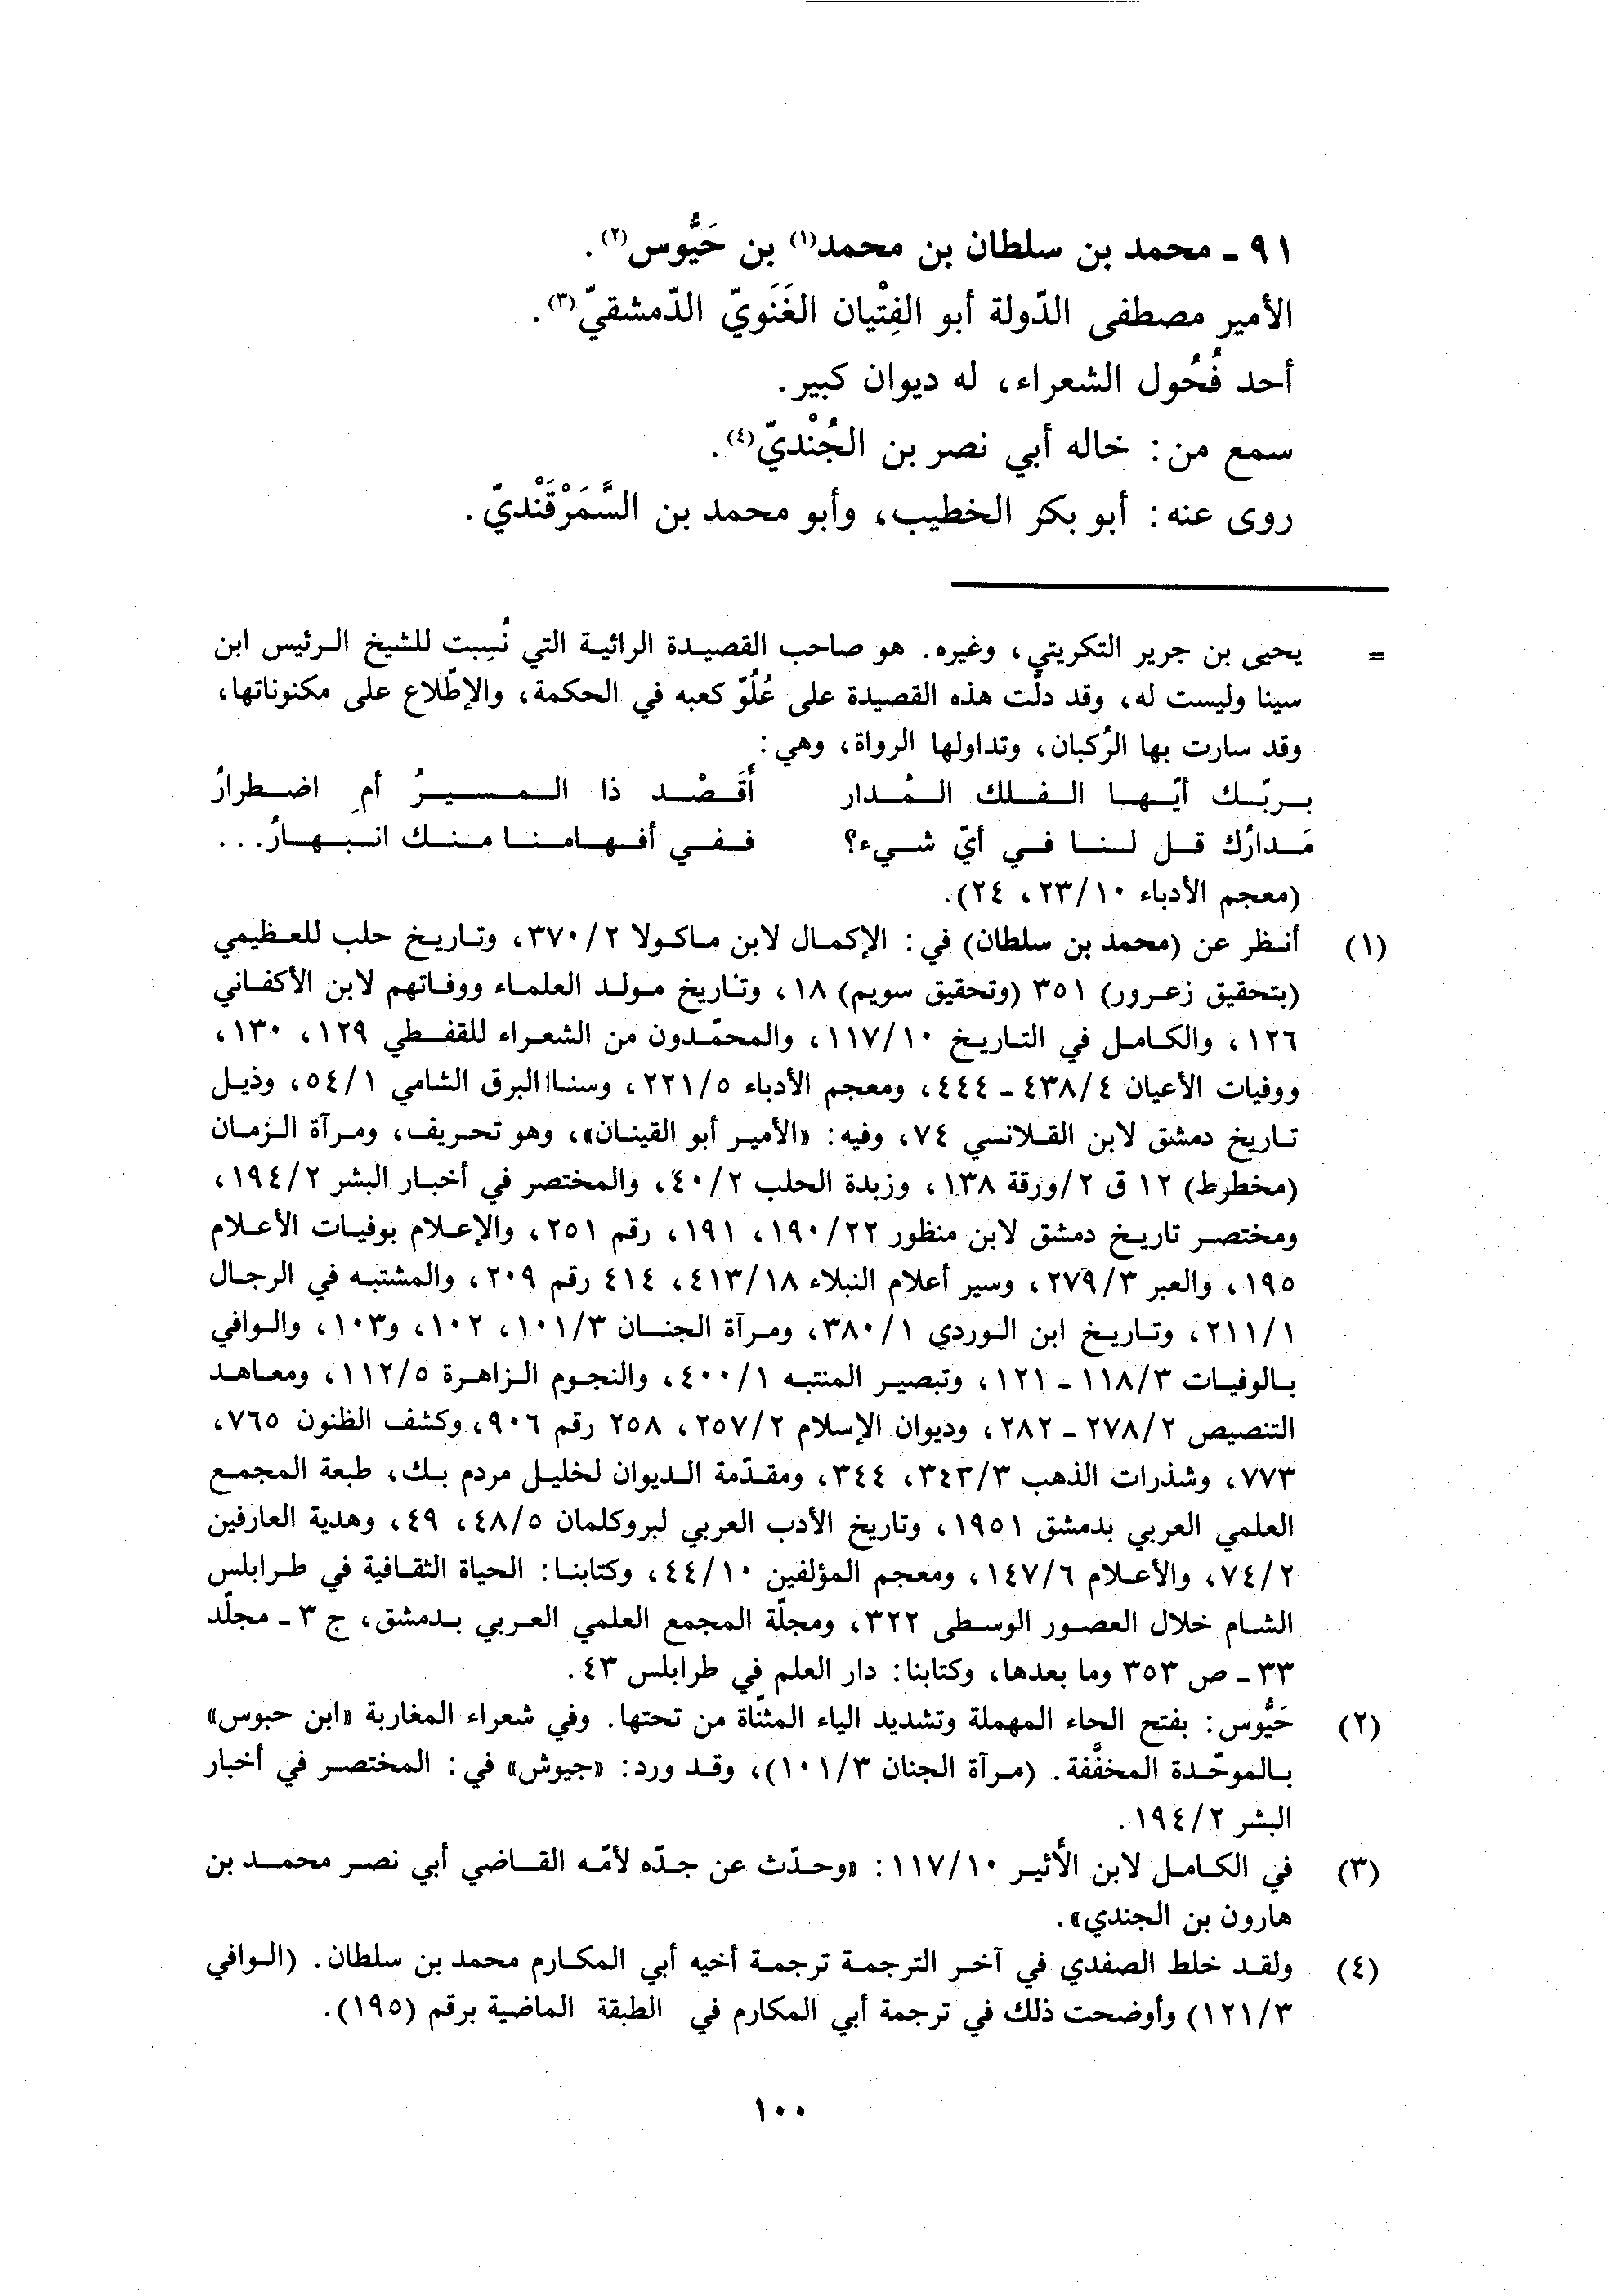 ٩١ ـ محمد بن سلطان بن محمد(١) بن حَيُّوس(٢).
الأمير مصطفى الدّولة أبو الفِتْيان الغَنَويّ الدّمشقيّ(٣).
أحد فُحُول الشعراء، له ديوان كبير.
سمع من: خاله أبي نصر بن الجُنْديّ(٤).
روى عنه: أبو بكر الخطيب، وأبو محمد بن السَّمَرْقَنْديّ.
= يحيى بن جرير التكريتي، وغيره. هو صاحب القصيدة الرائية التي نُسِبت للشيخ الرئيس ابن
سينا وليست له، وقد دلّت هذه القصيدة على عُلُوّ كعبه في الحكمة، والإطّلاع على مكنوناتها،
وقد سارت بها الرُكبان، وتداولها الرواة، وهي:
بربّك أيّها الفلك المُدار أَقَصْد ذا المسيرُ أمِ اضطرارُ
مَدارُك قل لنا في أيّ شيء؟ ففي أفهامنا منك انبهارُ...
(معجم الأدباء ٢٣/١٠، ٢٤).
(١) أنظر عن (محمد بن سلطان) في: الإكمال لابن ماكولا ٣٧٠/٢، وتاريخ حلب للعظيمي
(بتحقيق زعرور) ٣٥١ (وتحقيق سويم) ١٨، وتاريخ مولد العلماء ووفاتهم لابن الأكفاني
١٢٦، والكامل في التاريخ ١١٧/١٠، والمحمّدون من الشعراء للقفطي ١٢٩، ١٣٠،
ووفيات الأعيان ٤٣٨/٤ ـ ٤٤٤، ومعجم الأدباء ٢٢١/٥، وسناا البرق الشامي ٥٤/١، وذيل
تاريخ دمشق لابن القلانسي ٧٤، وفيه: «الأمير أبو القينان»، وهو تحريف، ومرآة الزمان
(مخطوط) ١٢ ق ٢/ورقة ١٣٨، وزبدة الحلب ٤٠/٢، والمختصر في أخبار البشر ١٩٤/٢،
ومختصر تاريخ دمشق لابن منظور ١٩٠/٢٢، ١٩١، رقم ٢٥١، والإعلام بوفيات الأعلام
١٩٥، والعبر ٢٧٩/٣، وسير أعلام النبلاء ٤١٣/١٨، ٤١٤ رقم ٢٠٩، والمشتبه في الرجال
٢١١/١، وتاريخ ابن الوردي ٣٨٠/١، ومرآة الجنان ١٠١/٣، ١٠٢، و١٠٣، والوافي
بالوفيات ١١٨/٣ ـ ١٢١، وتبصير المنتبه ٤٠٠/١، والنجوم الزاهرة ١١٢/٥، ومعاهد
التنصيص ٢٧٨/٢ ـ ٢٨٢، وديوان الإسلام ٢٥٧/٢، ٢٥٨ رقم ٩٠٦، وكشف الظنون ٧٦٥،
٧٧٣، وشذرات الذهب ٣٤٣/٣، ٣٤٤، ومقدّمة الديوان لخليل مردم بك، طبعة المجمع
العلمي العربي بدمشق ١٩٥١، وتاريخ الأدب العربي لبروكلمان ٤٨/٥، ٤٩، وهدية العارفين
٧٤/٢، والأعلام ١٤٧/٦، ومعجم المؤلفين ٤٤/١٠، وكتابنا: الحياة الثقافية في طرابلس
الشام خلال العصور الوسطى ٣٢٢، ومجلّة المجمع العلمي العربي بدمشق، ج ٣ ـ مجلّد
٣٣ ـ ص ٣٥٣ وما بعدها، وكتابنا: دار العلم في طرابلس ٤٣.
(٢) حَيُّوس: بفتح الحاء المهملة وتشديد الياء المثنّاة من تحتها. وفي شعراء المغاربة «ابن حبوس»
بالموحّدة المخفَّفة. (مرآة الجنان ١٠١/٣)، وقد ورد: «جيوش» في: المختصر في أخبار
البشر ١٩٤/٢.
(٣) في الكامل لابن الأثير ١١٧/١٠: «وحدّث عن جدّه لأمّه القاضي أبي نصر محمد بن
هارون بن الجندي».
(٤) ولقد خلط الصفدي في آخر الترجمة ترجمة أخيه أبي المكارم محمد بن سلطان. (الوافي
١٢١/٣) وأوضحت ذلك في ترجمة أبي المكارم في الطبقة الماضية برقم (١٩٥).
١٠٠